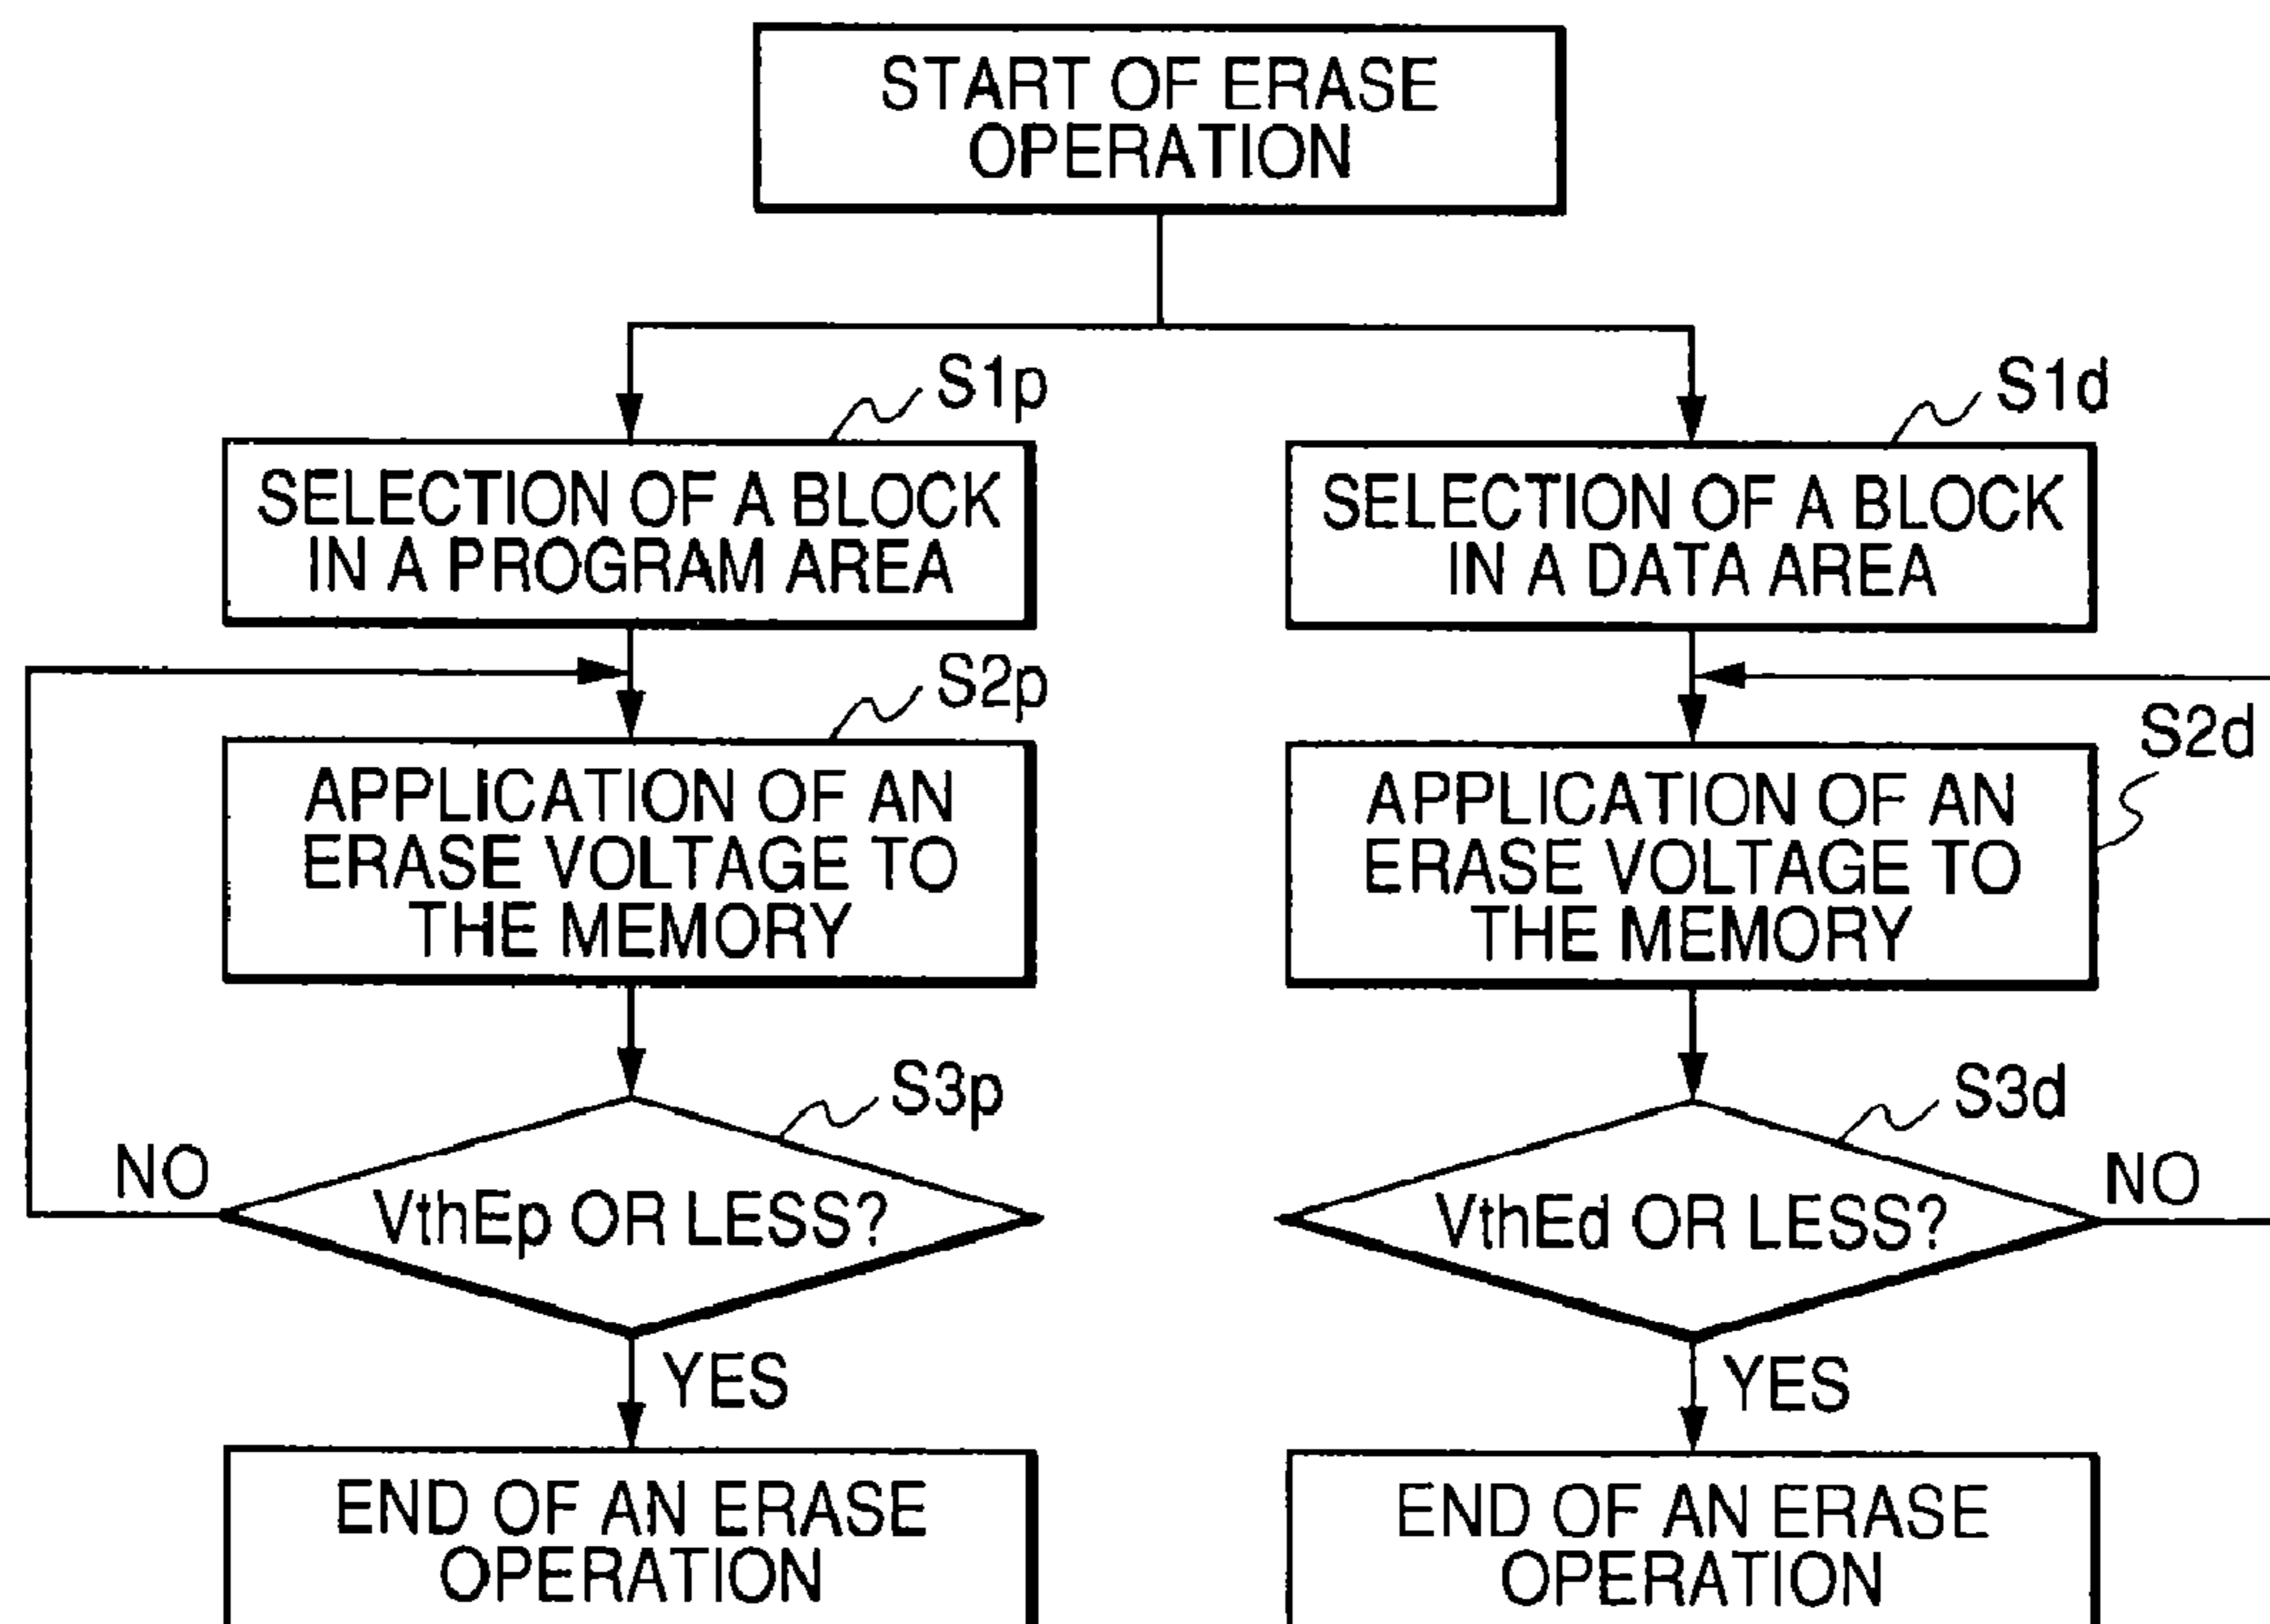 START OF ERASE
OPERATION
S1p
SELECTION OF A BLOCK
IN A PROGRAM AREA
S2p
APPLICATION OF AN
ERASE VOLTAGE TO
THE MEMORY
S3p
NO
VthEp OR LESS?
YES
END OF AN ERASE
OPERATION
S1d
SELECTION OF A BLOCK
IN A DATA AREA
S2d
APPLICATION OF AN
ERASE VOLTAGE TO
THE MEMORY
S3d
VthEd OR LESS?
NO
YES
END OF AN ERASE
OPERATION